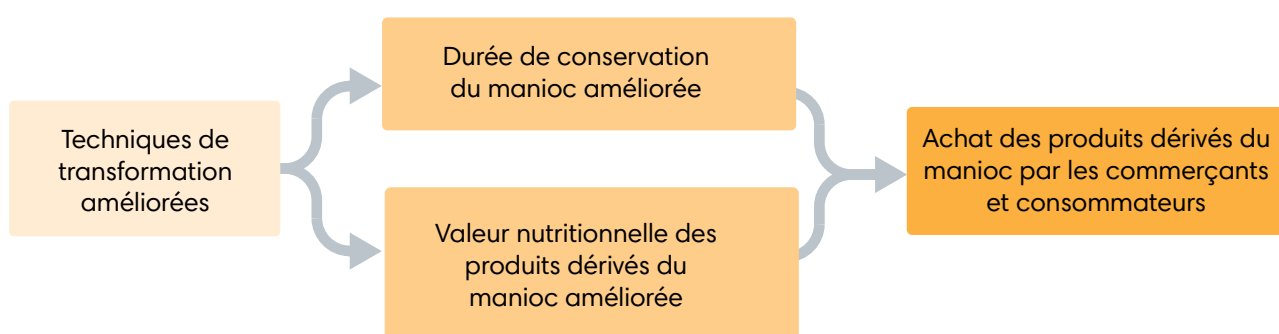 Techniques de
transformation
améliorées
Durée de conservation
du manioc améliorée
Valeur nutritionnelle des
produits dérivés du
manioc améliorée
Achat des produits dérivés du
manioc par les commerçants
et consommateurs